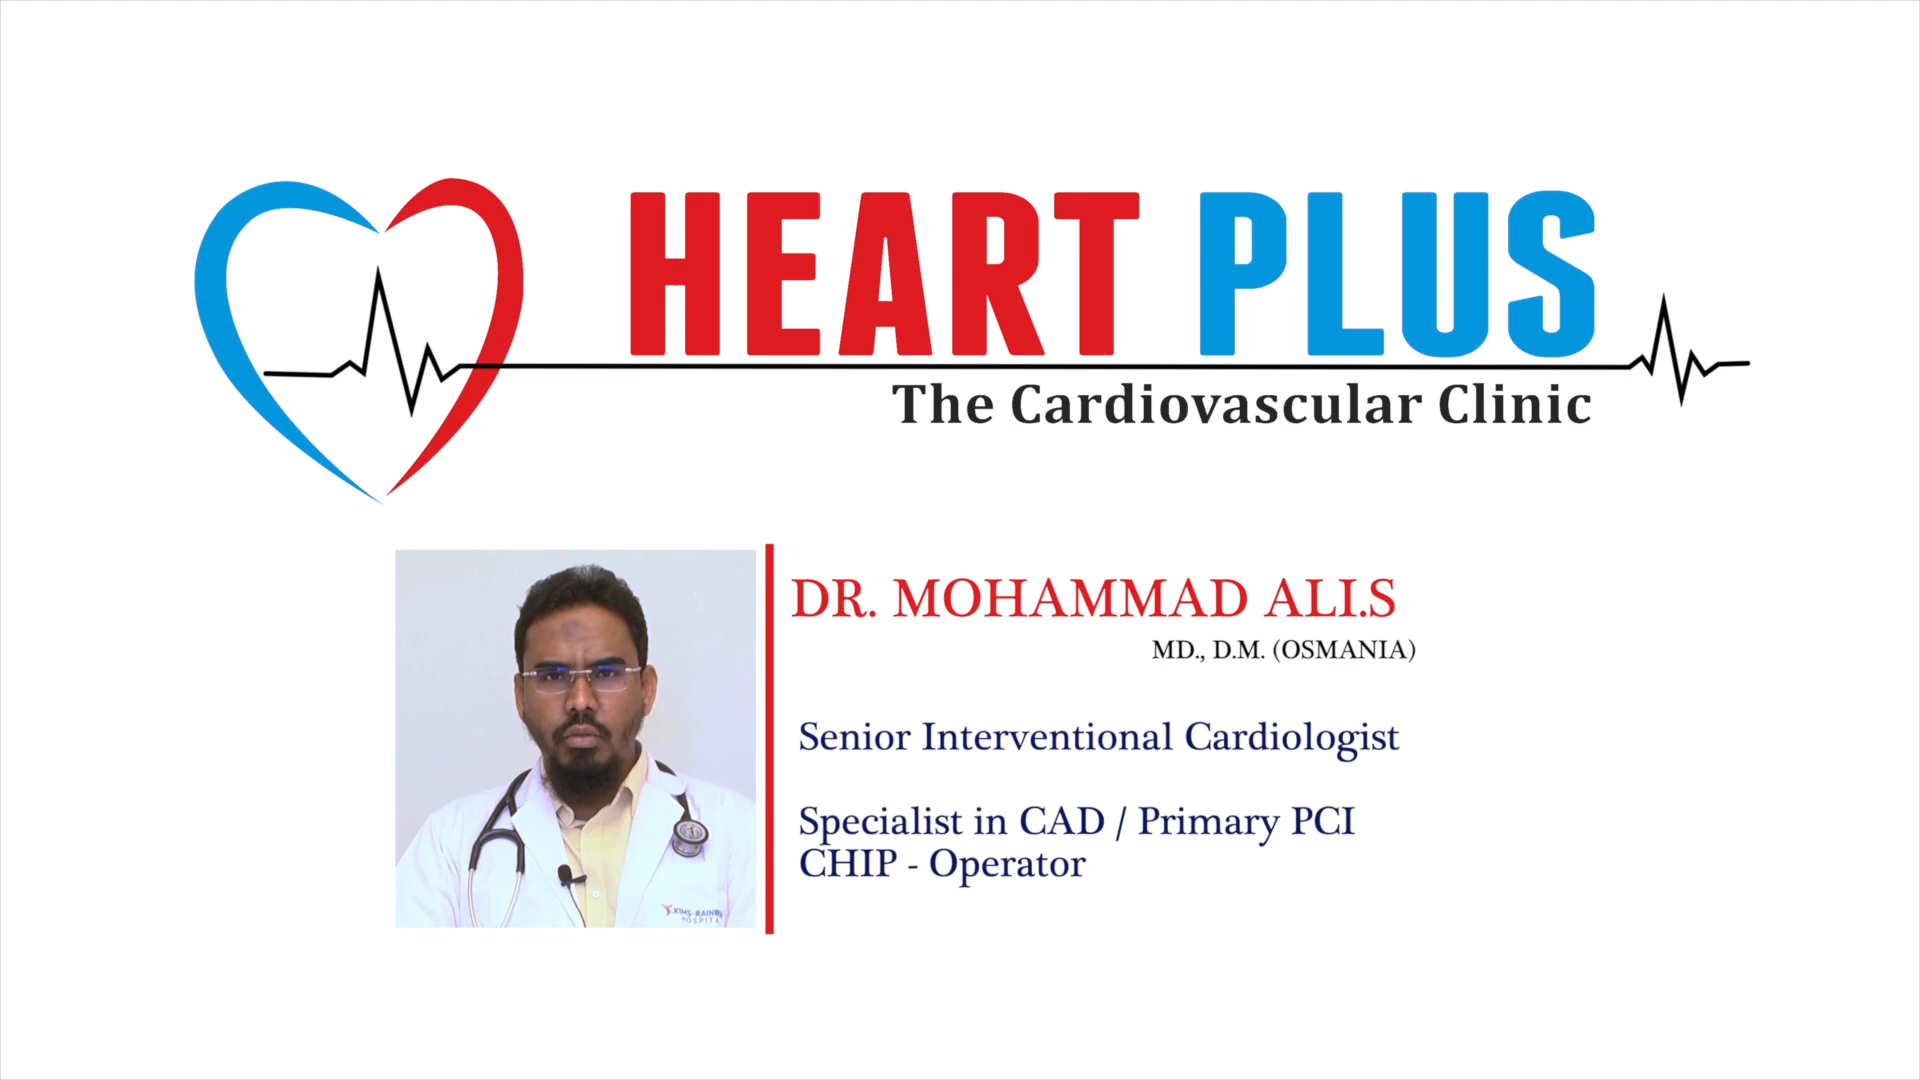 HEART PLUS
The Cardiovascular Clinic
DR. MOHAMMAD ALI.S
MD., D.M. (OSMANIA)
Senior Interventional Cardiologist
Specialist in CAD / Primary PCI
CHIP - Operator